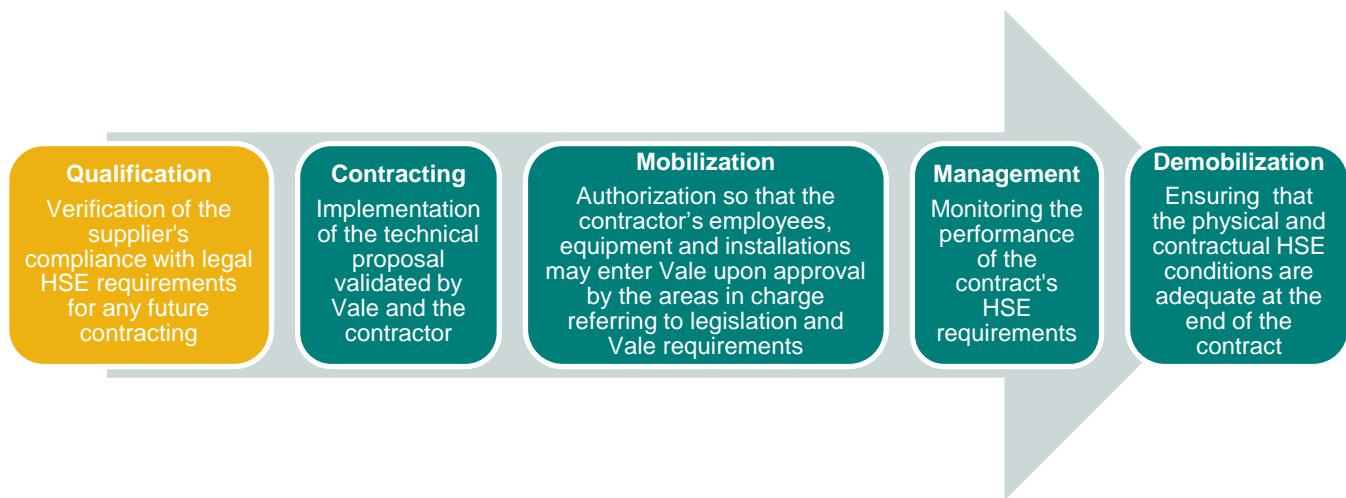 Qualification
Verification of the
supplier's
compliance with legal
HSE requirements
for any future
contracting
Contracting
Implementation
of the technical
proposal
validated by
Vale and the
contractor
Mobilization
Authorization so that the
contractor’s employees,
equipment and installations
may enter Vale upon approval
by the areas in charge
referring to legislation and
Vale requirements
Management
Monitoring the
performance
of the
contract's
HSE
requirements
Demobilization
Ensuring that
the physical and
contractual HSE
conditions are
adequate at the
end of the
contract